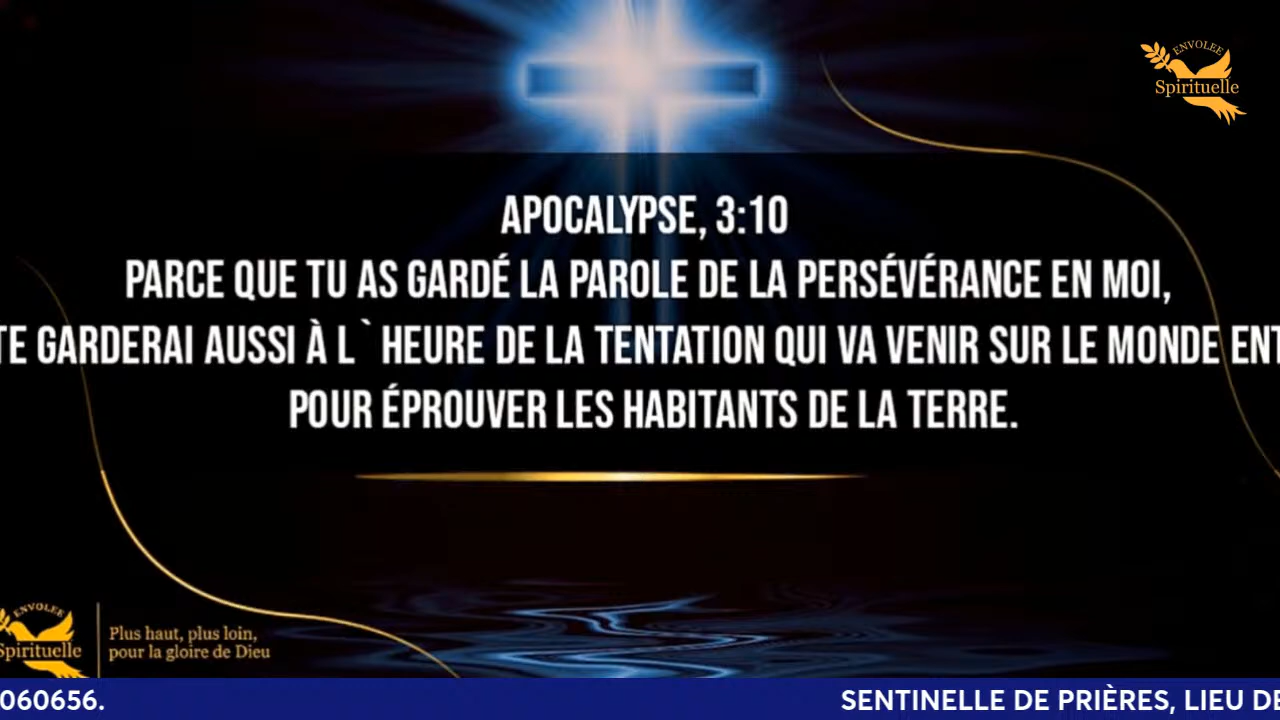 ENVOLEE
Spirituelle
APOCALYPSE, 3:10
PARCE QUE TU AS GARDÉ LA PAROLE DE LA PERSÉVÉRANCE EN MOI,
TE GARDERAI AUSSI À L`HEURE DE LA TENTATION QUI VA VENIR SUR LE MONDE ENT
POUR ÉPROUVER LES HABITANTS DE LA TERRE.
ENVOLEE
Spirituelle
Plus haut, plus loin,
pour la gloire de Dieu
060656.
SENTINELLE DE PRIÈRES, LIEU DE